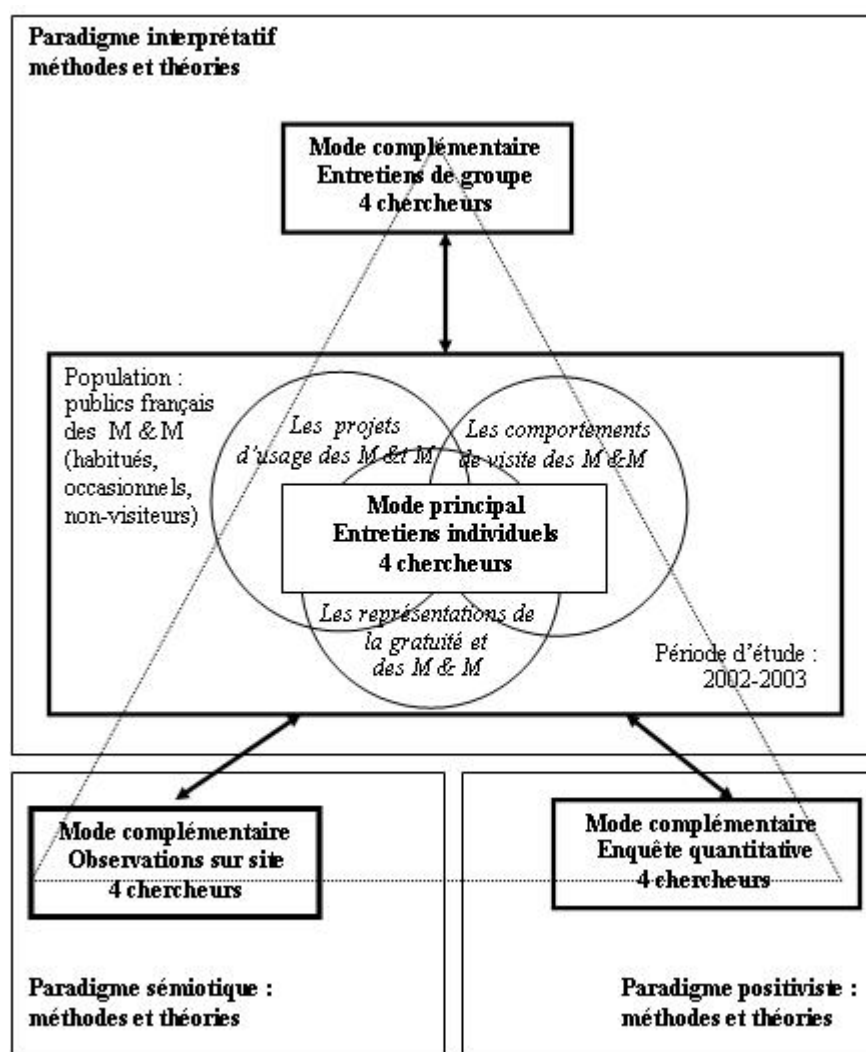 Paradigme interprétatif
méthodes et théories
Mode complémentaire
Entretiens de groupe
4 chercheurs
Population :
publics français
des M & M
(habitués,
occasionnels,
non-visiteurs)
Les projets
d'usage des M &t M
Les comportements
de visite des M &M
Mode principal
Entretiens individuels
4 chercheurs
Les représentations de
la gratuité et
des M & M
Période d'étude :
2002-2003
Mode complémentaire
Observations sur site
4 chercheurs
Mode complémentaire
Enquête quantitative
4 chercheurs
Paradigme sémiotique :
méthodes et théories
Paradigme positiviste :
méthodes et théories